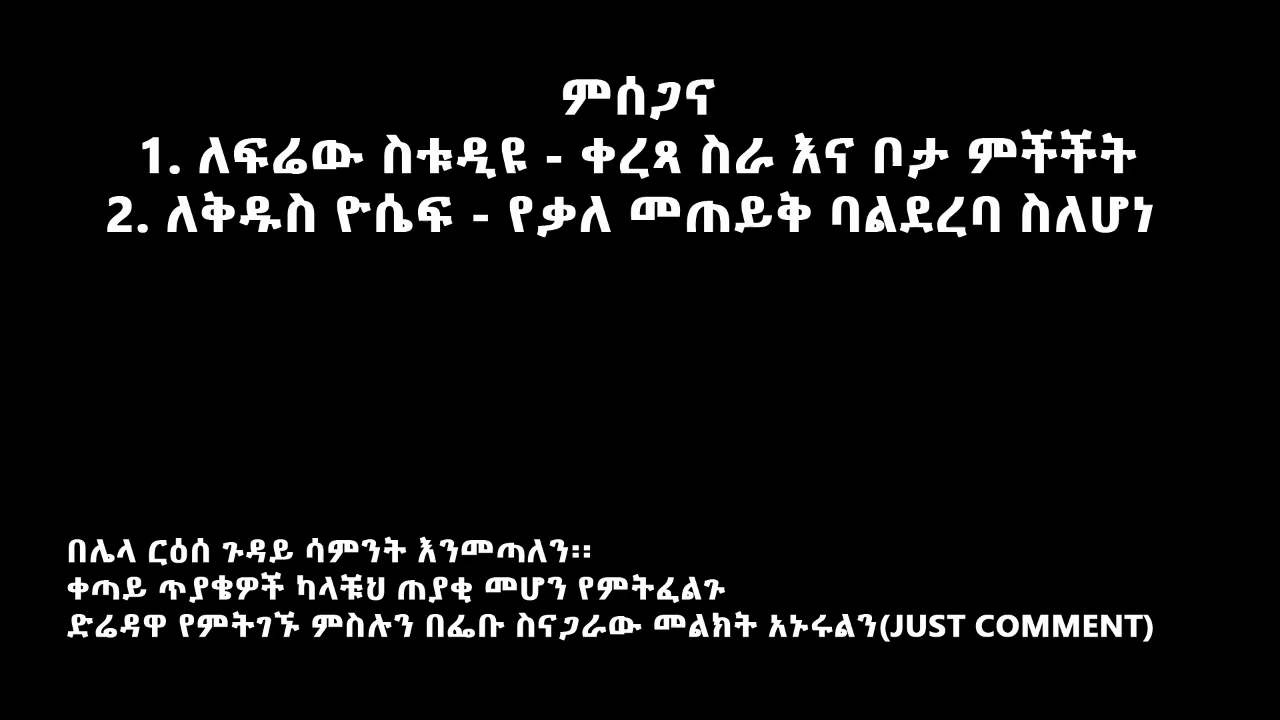 ምሰጋና
1. ለፍሬው ስቱዲዩ - ቀረጻ ስራ እና ቦታ ምችችት
2. ለቅዱስ ዮሴፍ - የቃለ መጠይቅ ባልደረባ ስለሆነ
በሌላ ርዕሰ ጉዳይ ሳምንት እንመጣለን።
ቀጣይ ጥያቄዎች ካላቹህ ጠያቂ መሆን የምትፈልጉ
ድሬዳዋ የምትገኙ ምስሉን በፌቡ ስናጋራው መልክት አኑሩልን(JUST COMMENT)